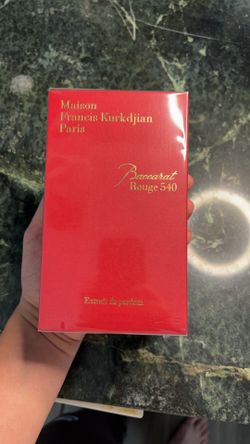 Maison
Francis Kurkdjian
Paris
Baccarat
Rouge 540
Extrait de parfum